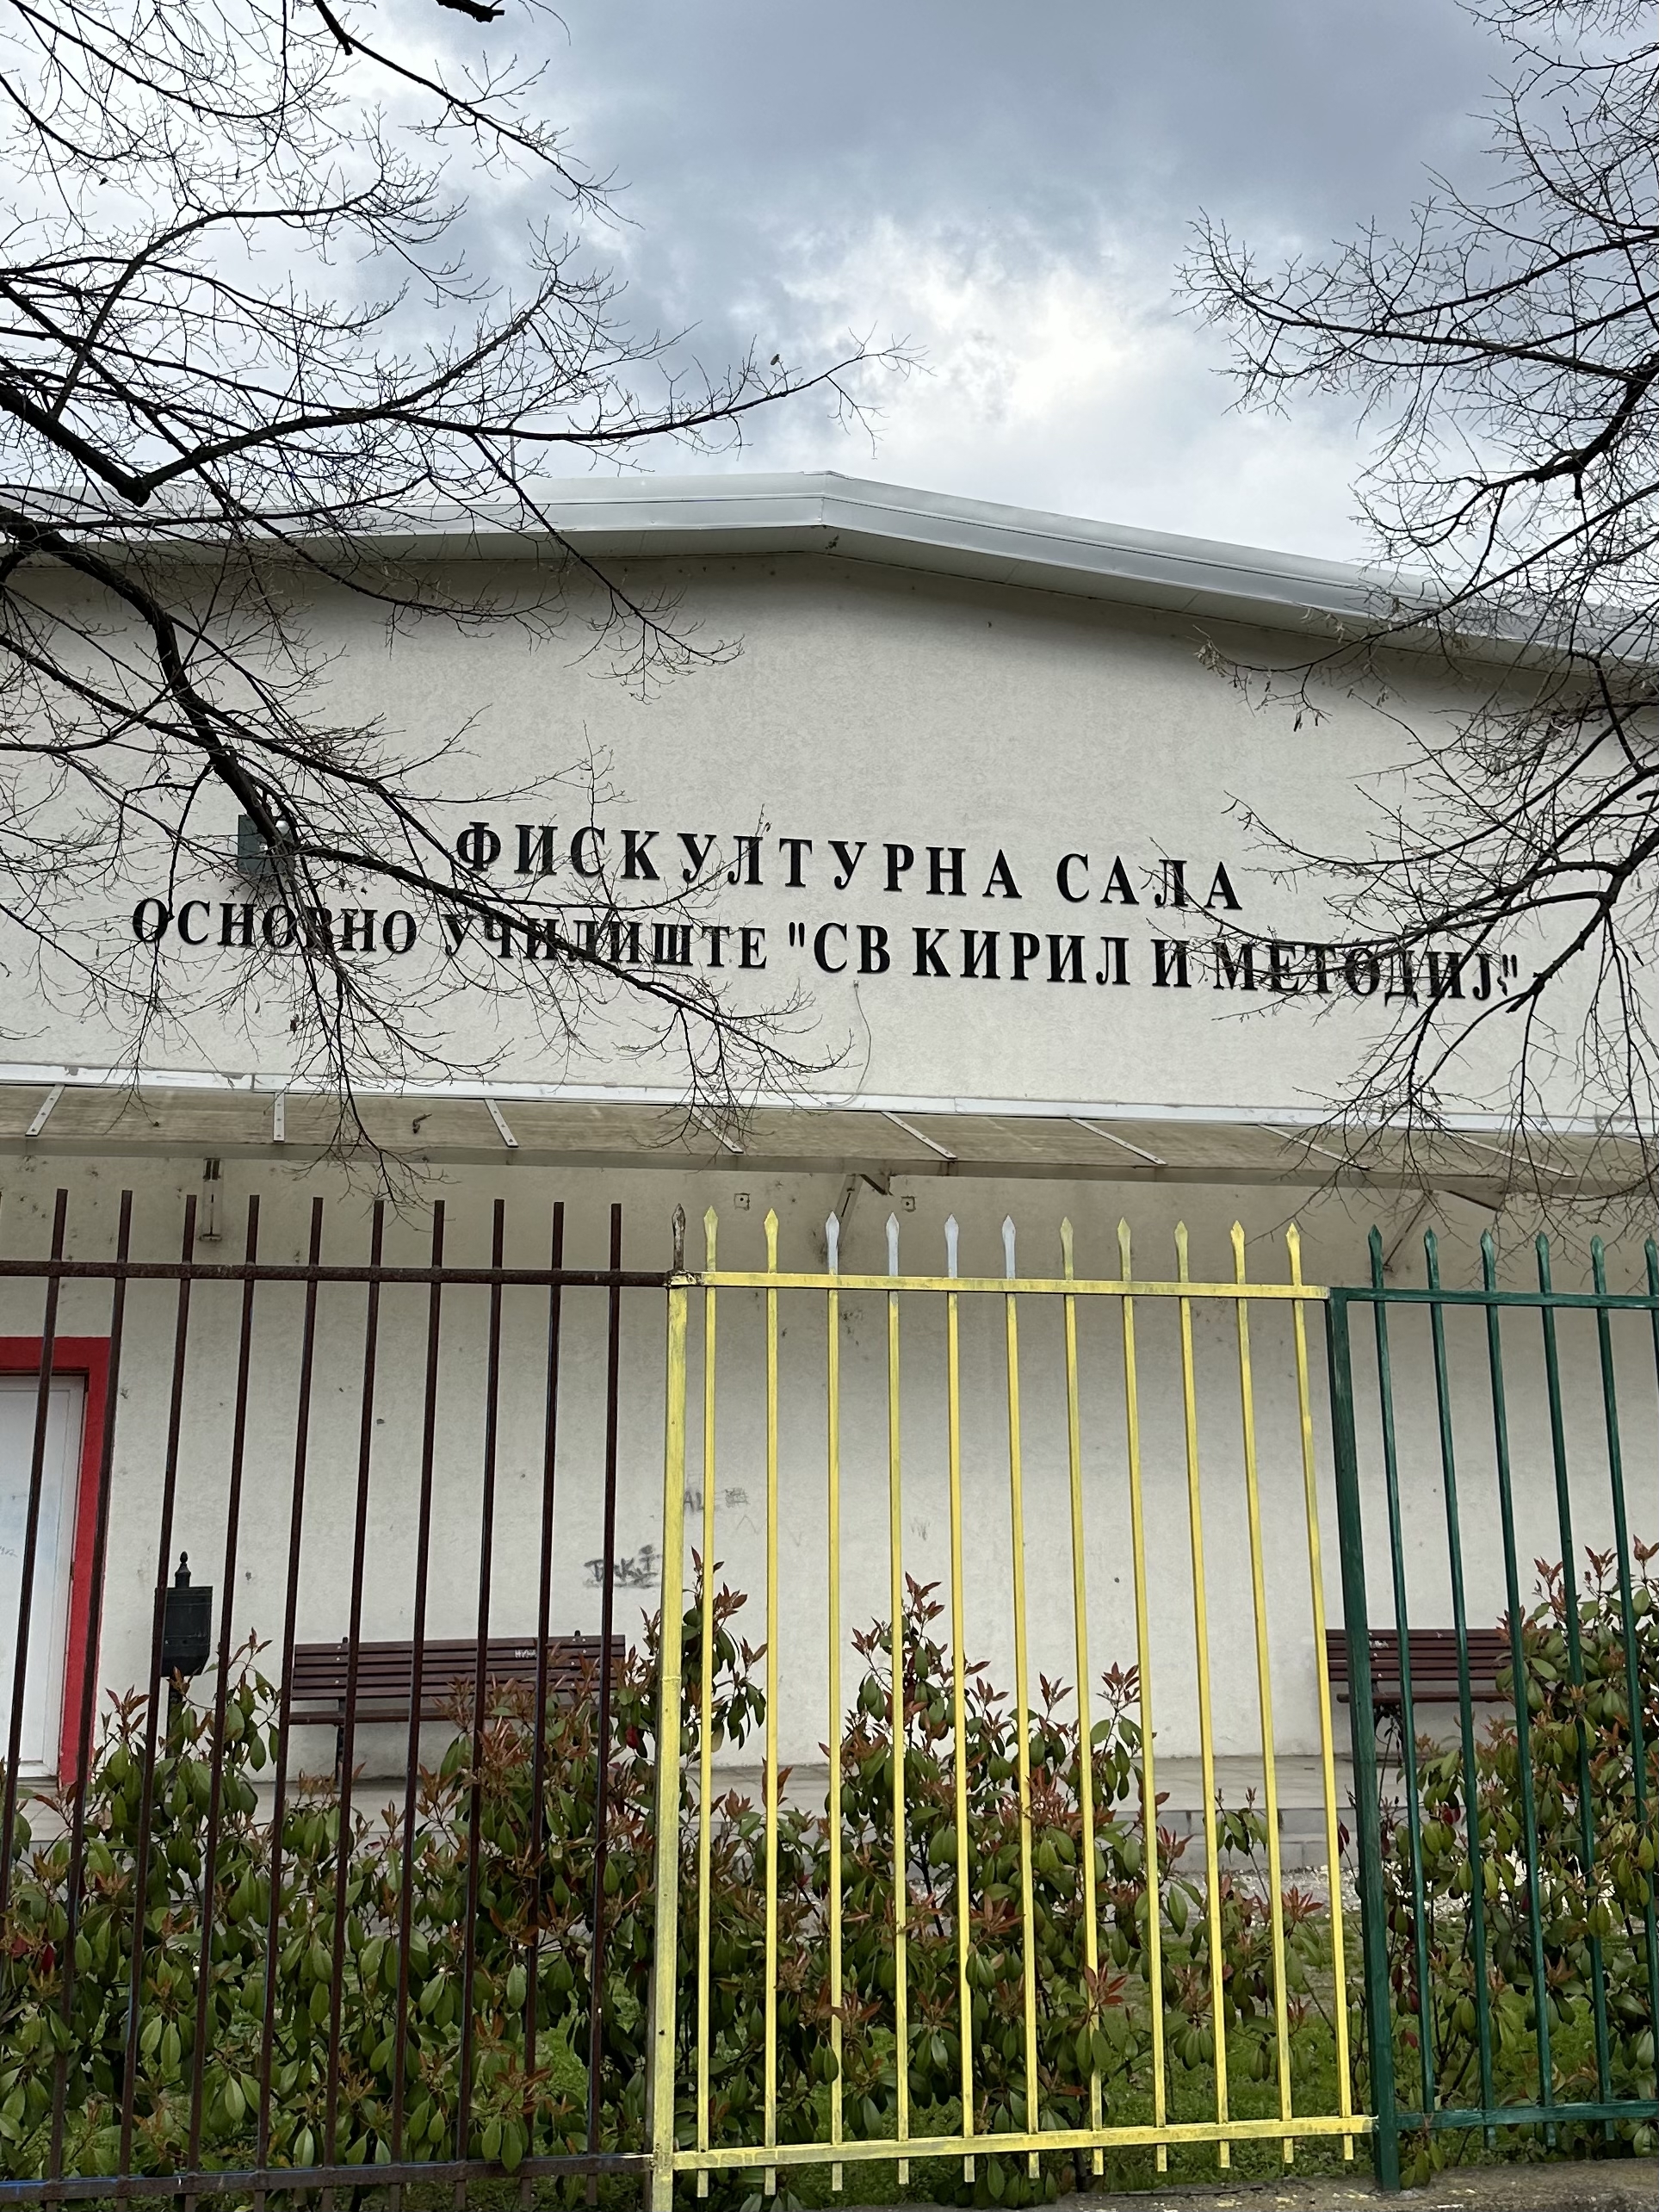 ФИСКУЛТУРНА САЛА
ОСНОВНО УЧИЛИШТЕ "СВ КИРИЛ И МЕТОДИЈ"